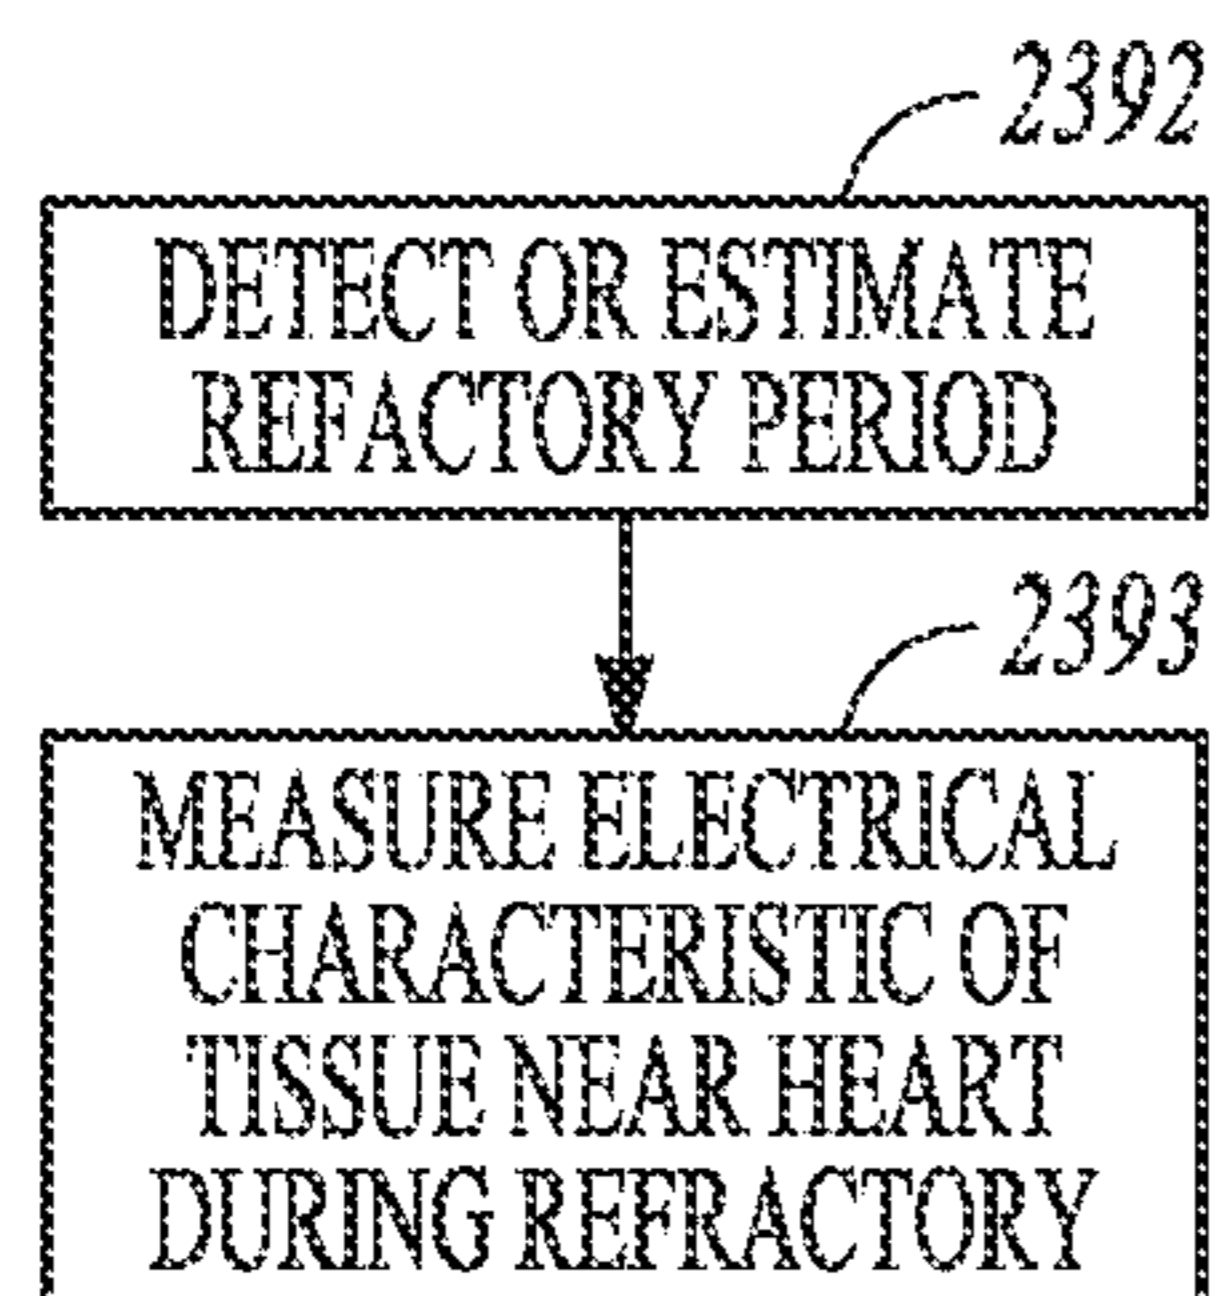 2392
DETECT OR ESTIMATE
REFACTORY PERIOD
2393
MEASURE ELECTRICAL
CHARACTERISTIC OF
TISSUE NEAR HEART
DURING REFRACTORY